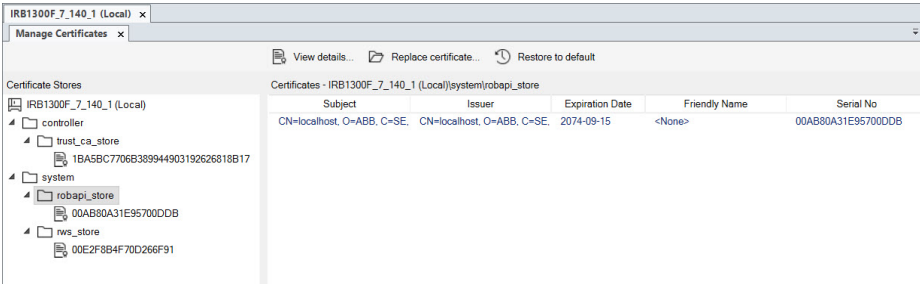 IRB1300F_7_140_1 (Local) x
Manage Certificates x
View details... Replace certificate... Restore to default
Certificate Stores
IRB1300F_7_140_1 (Local)
controller
trust_ca_store
1BA5BC7706B389944903192626818B17
system
robapi_store
00AB80A31E95700DDB
rws_store
00E2F8B4F70D266F91
Certificates - IRB1300F_7_140_1 (Local)\system\robapi_store
Subject Issuer Expiration Date Friendly Name Serial No
CN=localhost, O=ABB, C=SE, CN=localhost, O=ABB, C=SE, 2074-09-15 <None> 00AB80A31E95700DDB